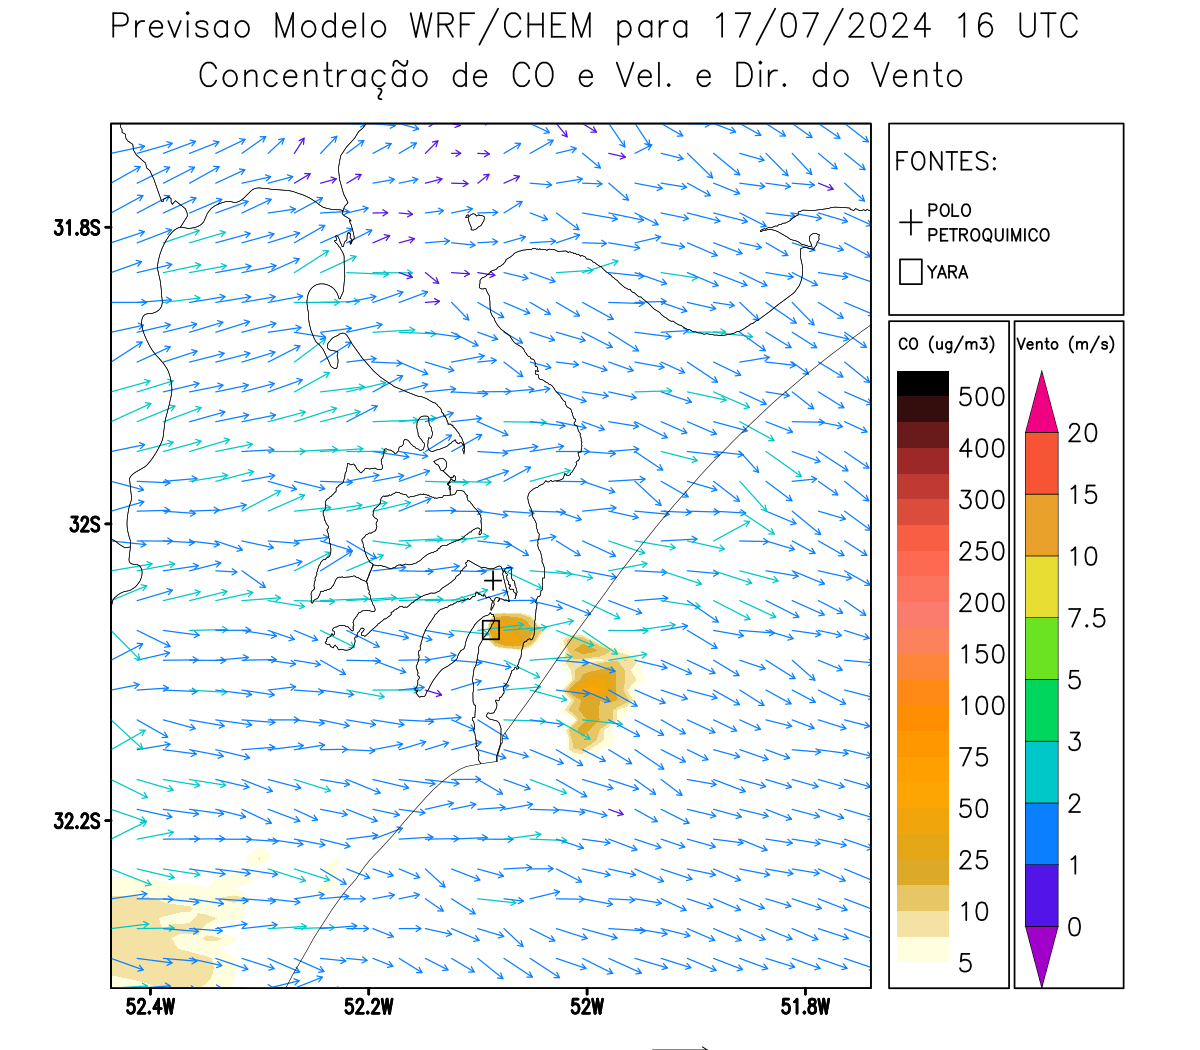 Previsao Modelo WRF/CHEM para 17/07/2024 16 UTC
Concentração de CO e Vel. e Dir. do Vento
FONTES:
POLO
PETROQUIMICO
YARA
CO (ug/m3)
500
400
300
250
200
150
100
75
50
25
10
5
Vento (m/s)
20
15
10
7.5
5
3
2
1
0
31.8S
32S
32.2S
52.4W
52.2W
52W
51.8W